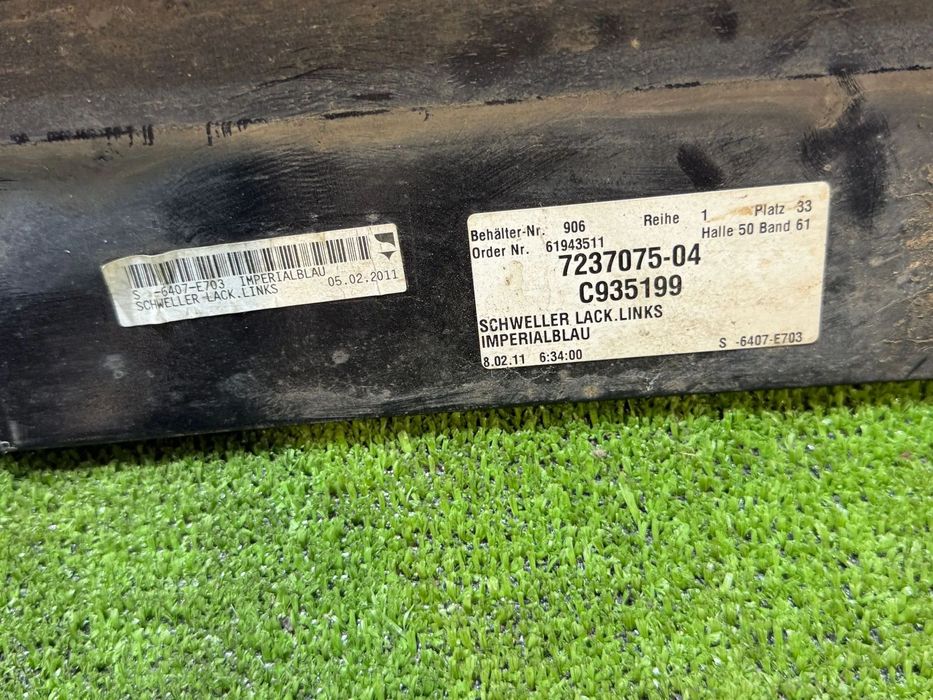 S -6407-E703 IMPERIALBLAU
SCHWELLER LACK.LINKS 05.02.2011
Behälter-Nr. 906 Reihe 1 Platz 33
Order Nr. 61943511 Halle 50 Band 61
7237075-04
C935199
SCHWELLER LACK.LINKS
IMPERIALBLAU
8.02.11 6:34:00 S -6407-E703